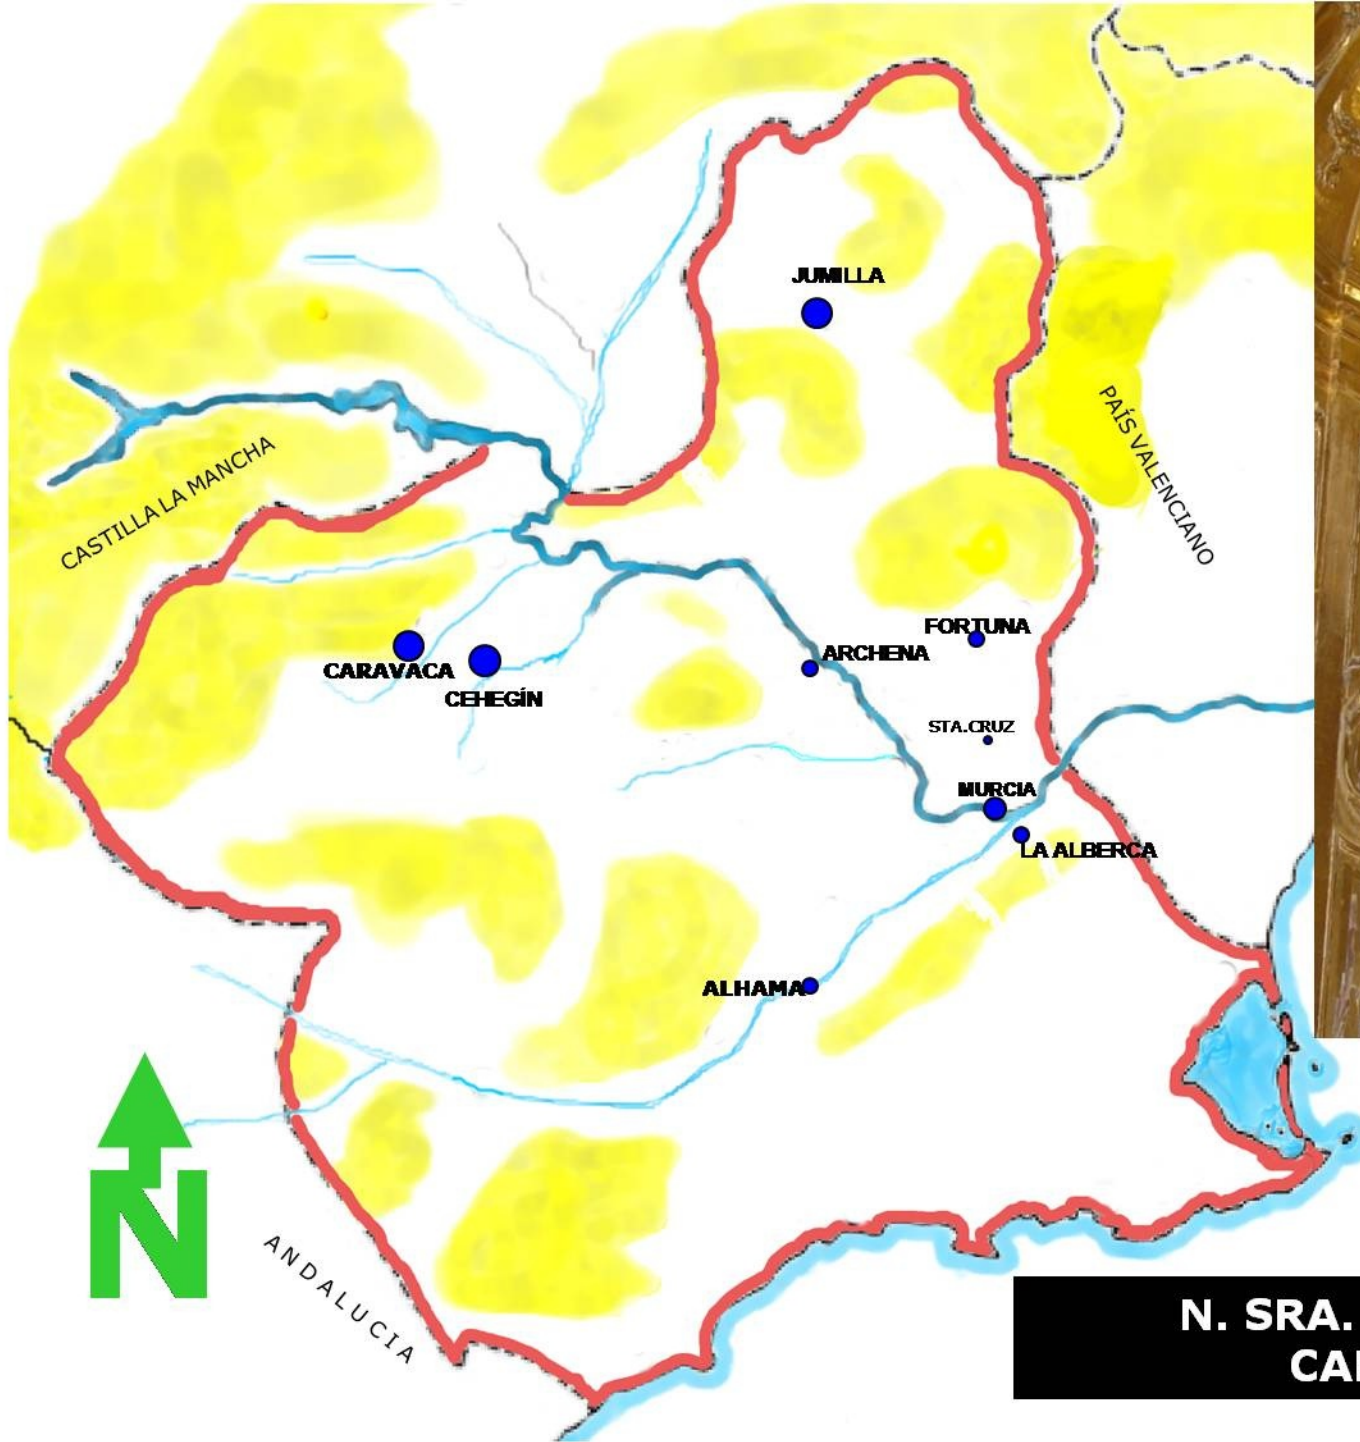 JUMILLA
PAÍS VALENCIANO
CASTILLA LA MANCHA
FORTUNA
ARCHENA
CARAVACA
CEHEGÍN
STA.CRUZ
MURCIA
LA ALBERCA
ALHAMA
N
ANDALUCIA
N. SRA.